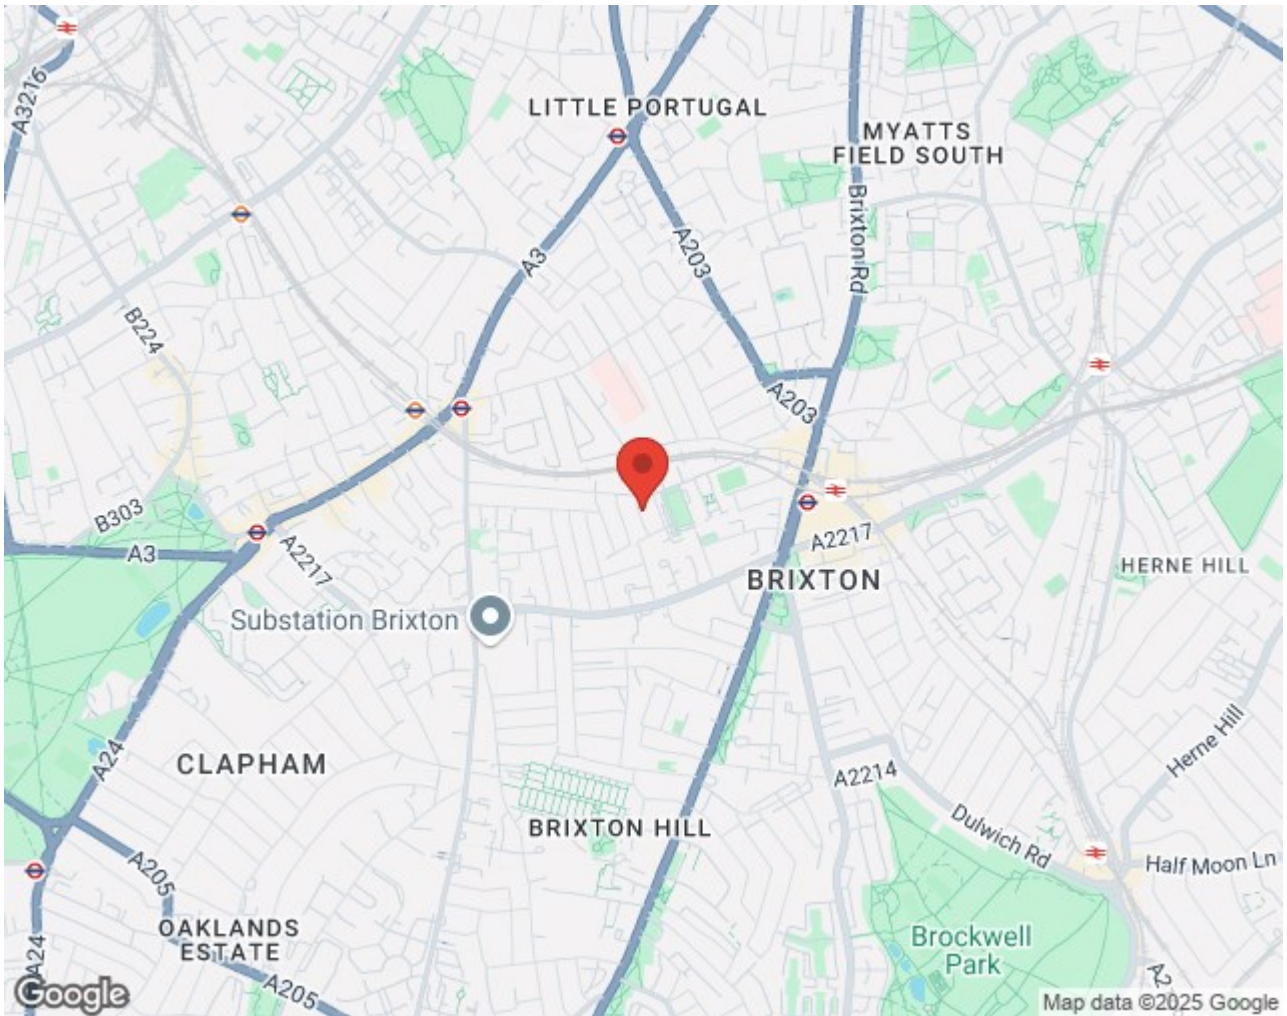 LITTLE PORTUGAL
MYATTS
FIELD SOUTH
A3216
Brixton Rd
A203
A3
B224
A203
B303
A3
A2217
A2217
BRIXTON
HERNE HILL
Substation Brixton
CLAPHAM
A24
A2214
Herne Hill
BRIXTON HILL
Dulwich Rd
Half Moon Ln
A205
OAKLANDS
ESTATE
Brockwell
Park
A24
A205
A2
Google
Map data ©2025 Google